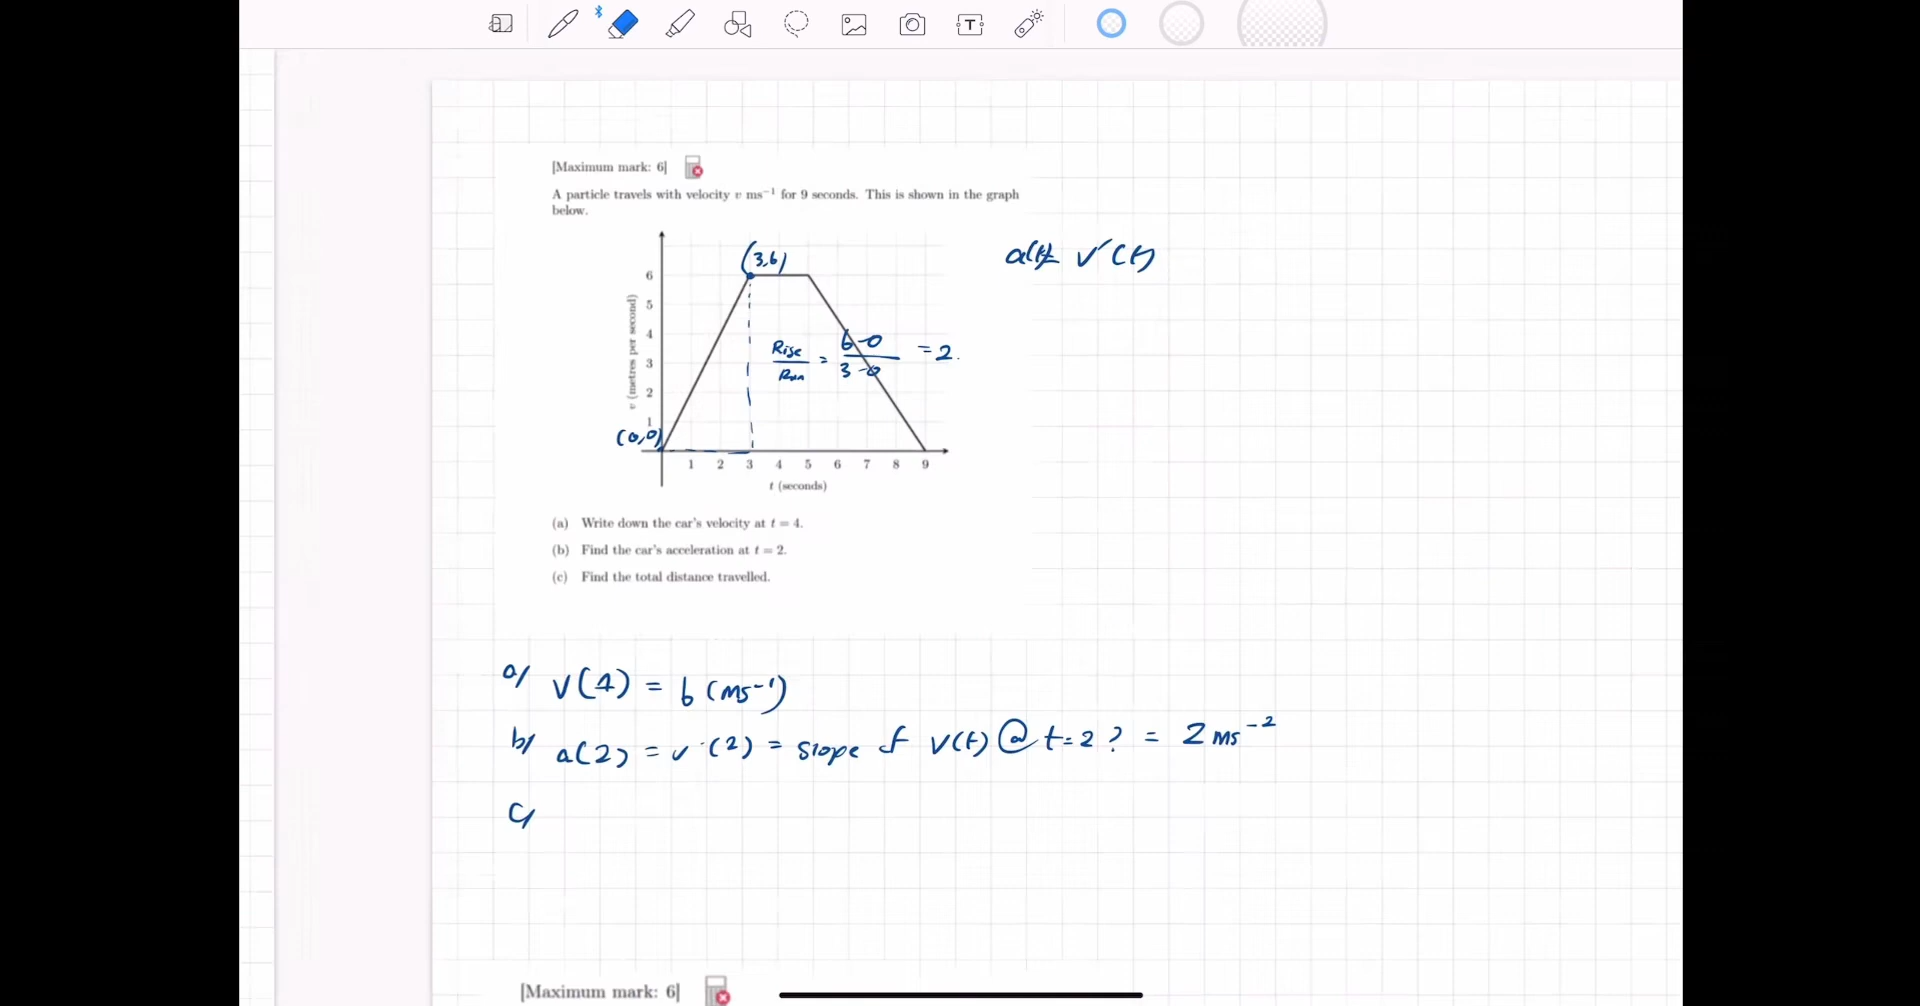 [Maximum mark: 6]
A particle travels with velocity v ms⁻¹ for 9 seconds. This is shown in the graph
below.
(3,6)
a(t)= v'(t)
6
5
4
3
2
1
v (metres per second)
Rise/Run = 6-0/3-0 = 2.
(0,0)
1 2 3 4 5 6 7 8 9
t (seconds)
(a) Write down the car's velocity at t = 4.
(b) Find the car's acceleration at t = 2.
(c) Find the total distance travelled.
a/ v(4) = 6 (ms⁻¹)
b/ a(2) = v'(2) = slope of v(t) @ t=2 ? = 2 ms⁻²
c/
[Maximum mark: 6]
T